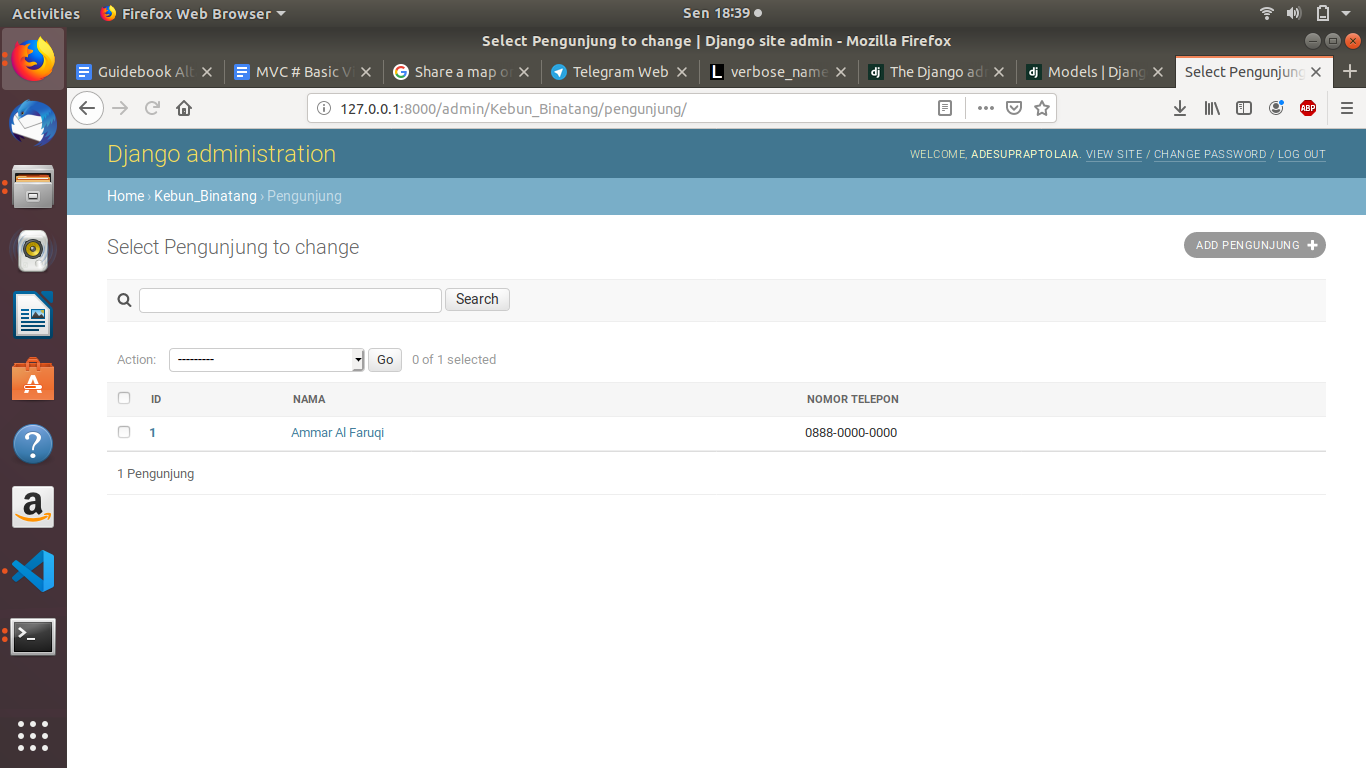 Activities Firefox Web Browser Sen 18:39
Select Pengunjung to change | Django site admin - Mozilla Firefox
Guidebook Alt MVC # Basic V Share a map o Telegram Web verbose_name The Django ad Models | Djang Select Pengunjung
127.0.0.1:8000/admin/Kebun_Binatang/pengunjung/ ABP
Django administration WELCOME, ADESUPRAPTOLAIA. VIEW SITE / CHANGE PASSWORD / LOG OUT
Home › Kebun_Binatang › Pengunjung
Select Pengunjung to change ADD PENGUNJUNG +
Search
Action: --------- Go 0 of 1 selected
ID NAMA NOMOR TELEPON
1 Ammar Al Faruqi 0888-0000-0000
1 Pengunjung